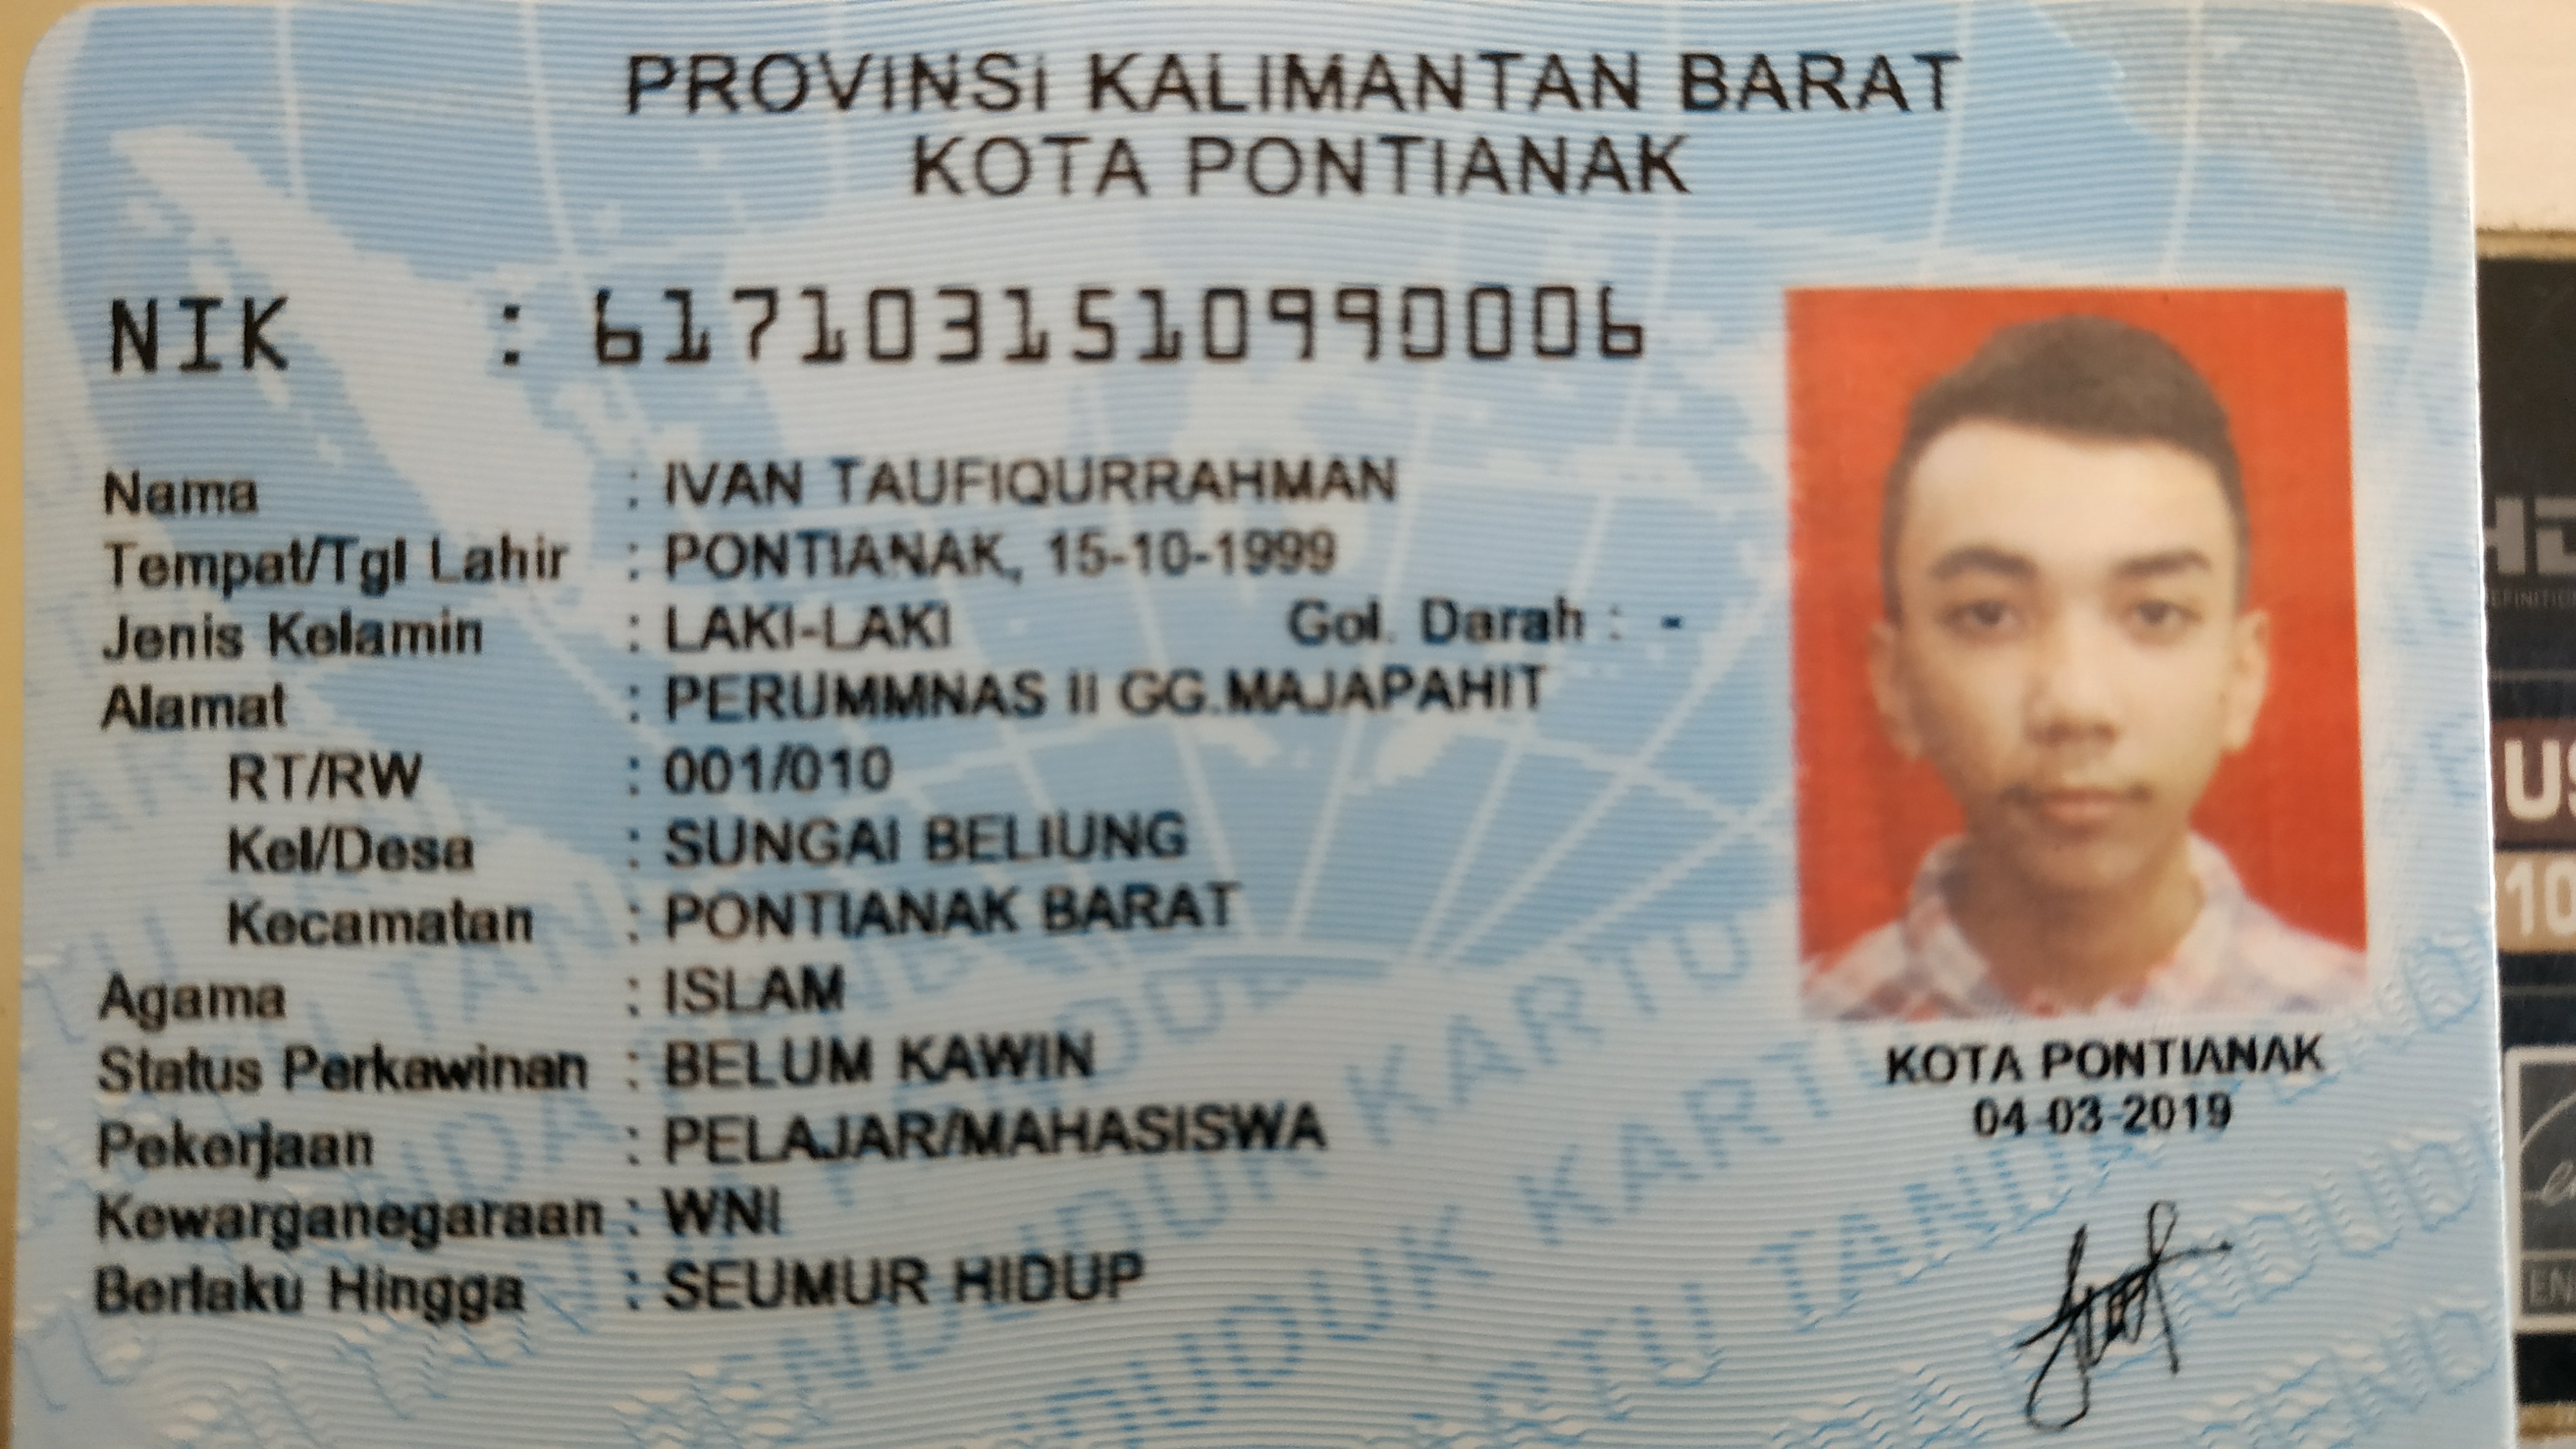 PROVINSI KALIMANTAN BARAT
KOTA PONTIANAK
NIK : 6171031510990006
Nama : IVAN TAUFIQURRAHMAN
Tempat/Tgl Lahir : PONTIANAK, 15-10-1999
Jenis Kelamin : LAKI-LAKI Gol. Darah : -
Alamat : PERUMMNAS II GG.MAJAPAHIT
RT/RW : 001/010
Kel/Desa : SUNGAI BELIUNG
Kecamatan : PONTIANAK BARAT
Agama : ISLAM
Status Perkawinan : BELUM KAWIN
Pekerjaan : PELAJAR/MAHASISWA
Kewarganegaraan : WNI
Berlaku Hingga : SEUMUR HIDUP
KOTA PONTIANAK
04-03-2019